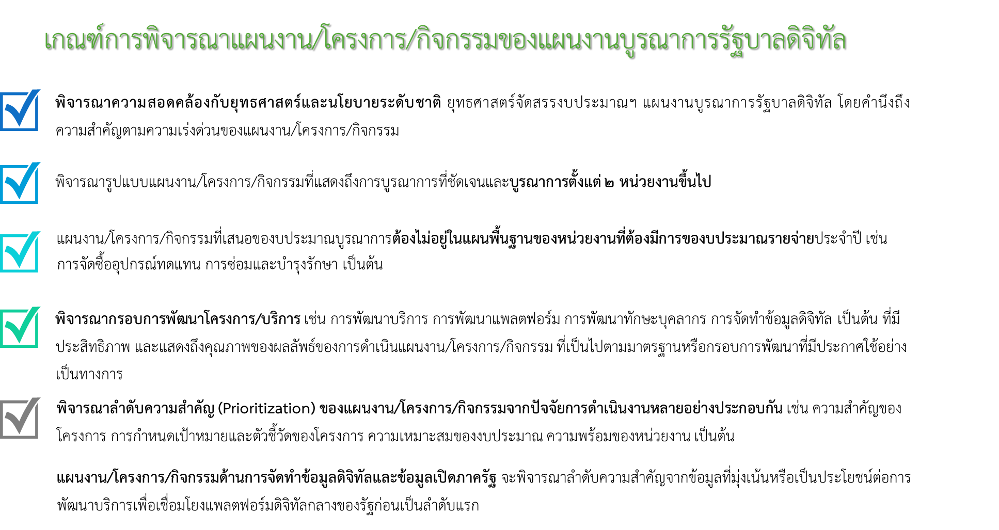 เกณฑ์การพิจารณาแผนงาน/โครงการ/กิจกรรมของแผนงานบูรณาการรัฐบาลดิจิทัล
พิจารณาความสอดคล้องกับยุทธศาสตร์และนโยบายระดับชาติ ยุทธศาสตร์จัดสรรงบประมาณฯ แผนงานบูรณาการรัฐบาลดิจิทัล โดยคำนึงถึง
ความสำคัญตามความเร่งด่วนของแผนงาน/โครงการ/กิจกรรม
พิจารณารูปแบบแผนงาน/โครงการ/กิจกรรมที่แสดงถึงการบูรณาการที่ชัดเจนและบูรณาการตั้งแต่ ๒ หน่วยงานขึ้นไป
แผนงาน/โครงการ/กิจกรรมที่เสนอของบประมาณบูรณาการต้องไม่อยู่ในแผนพื้นฐานของหน่วยงานที่ต้องมีการของบประมาณรายจ่ายประจำปี เช่น
การจัดซื้ออุปกรณ์ทดแทน การซ่อมและบำรุงรักษา เป็นต้น
พิจารณากรอบการพัฒนาโครงการ/บริการ เช่น การพัฒนาบริการ การพัฒนาแพลตฟอร์ม การพัฒนาทักษะบุคลากร การจัดทำข้อมูลดิจิทัล เป็นต้น ที่มี
ประสิทธิภาพ และแสดงถึงคุณภาพของผลลัพธ์ของการดำเนินแผนงาน/โครงการ/กิจกรรม ที่เป็นไปตามมาตรฐานหรือกรอบการพัฒนาที่มีประกาศใช้อย่าง
เป็นทางการ
พิจารณาลำดับความสำคัญ (Prioritization) ของแผนงาน/โครงการ/กิจกรรมจากปัจจัยการดำเนินงานหลายอย่างประกอบกัน เช่น ความสำคัญของ
โครงการ การกำหนดเป้าหมายและตัวชี้วัดของโครงการ ความเหมาะสมของงบประมาณ ความพร้อมของหน่วยงาน เป็นต้น
แผนงาน/โครงการ/กิจกรรมด้านการจัดทำข้อมูลดิจิทัลและข้อมูลเปิดภาครัฐ จะพิจารณาลำดับความสำคัญจากข้อมูลที่มุ่งเน้นหรือเป็นประโยชน์ต่อการ
พัฒนาบริการเพื่อเชื่อมโยงแพลตฟอร์มดิจิทัลกลางของรัฐก่อนเป็นลำดับแรก